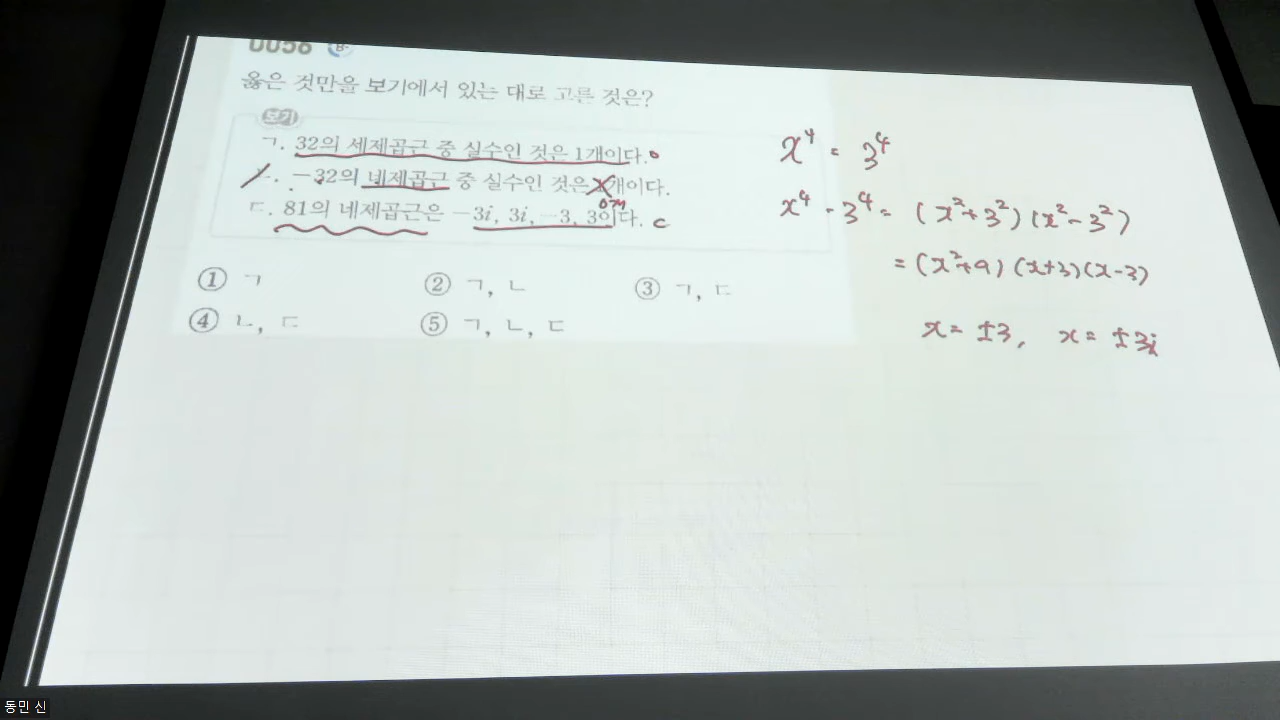 0056 B-
옳은 것만을 보기에서 있는 대로 고른 것은?
보기
ㄱ. 32의 세제곱근 중 실수인 것은 1개이다.
ㄴ. -32의 네제곱근 중 실수인 것은 개이다.
0개
ㄷ. 81의 네제곱근은 -3i, 3i, -3, 3이다.
① ㄱ ② ㄱ, ㄴ ③ ㄱ, ㄷ
④ ㄴ, ㄷ ⑤ ㄱ, ㄴ, ㄷ
x⁴ = 3⁴
x⁴ - 3⁴ = (x²+3²)(x²-3²)
= (x²+9)(x+3)(x-3)
x = ±3, x = ±3i
동민 신